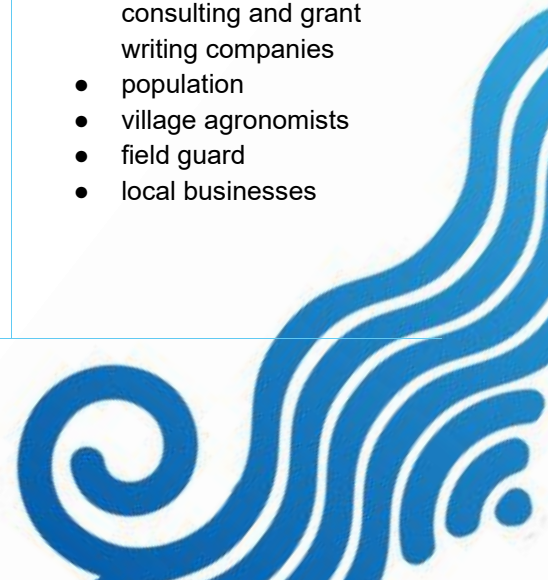 consulting and grant
writing companies
● population
● village agronomists
● field guard
● local businesses